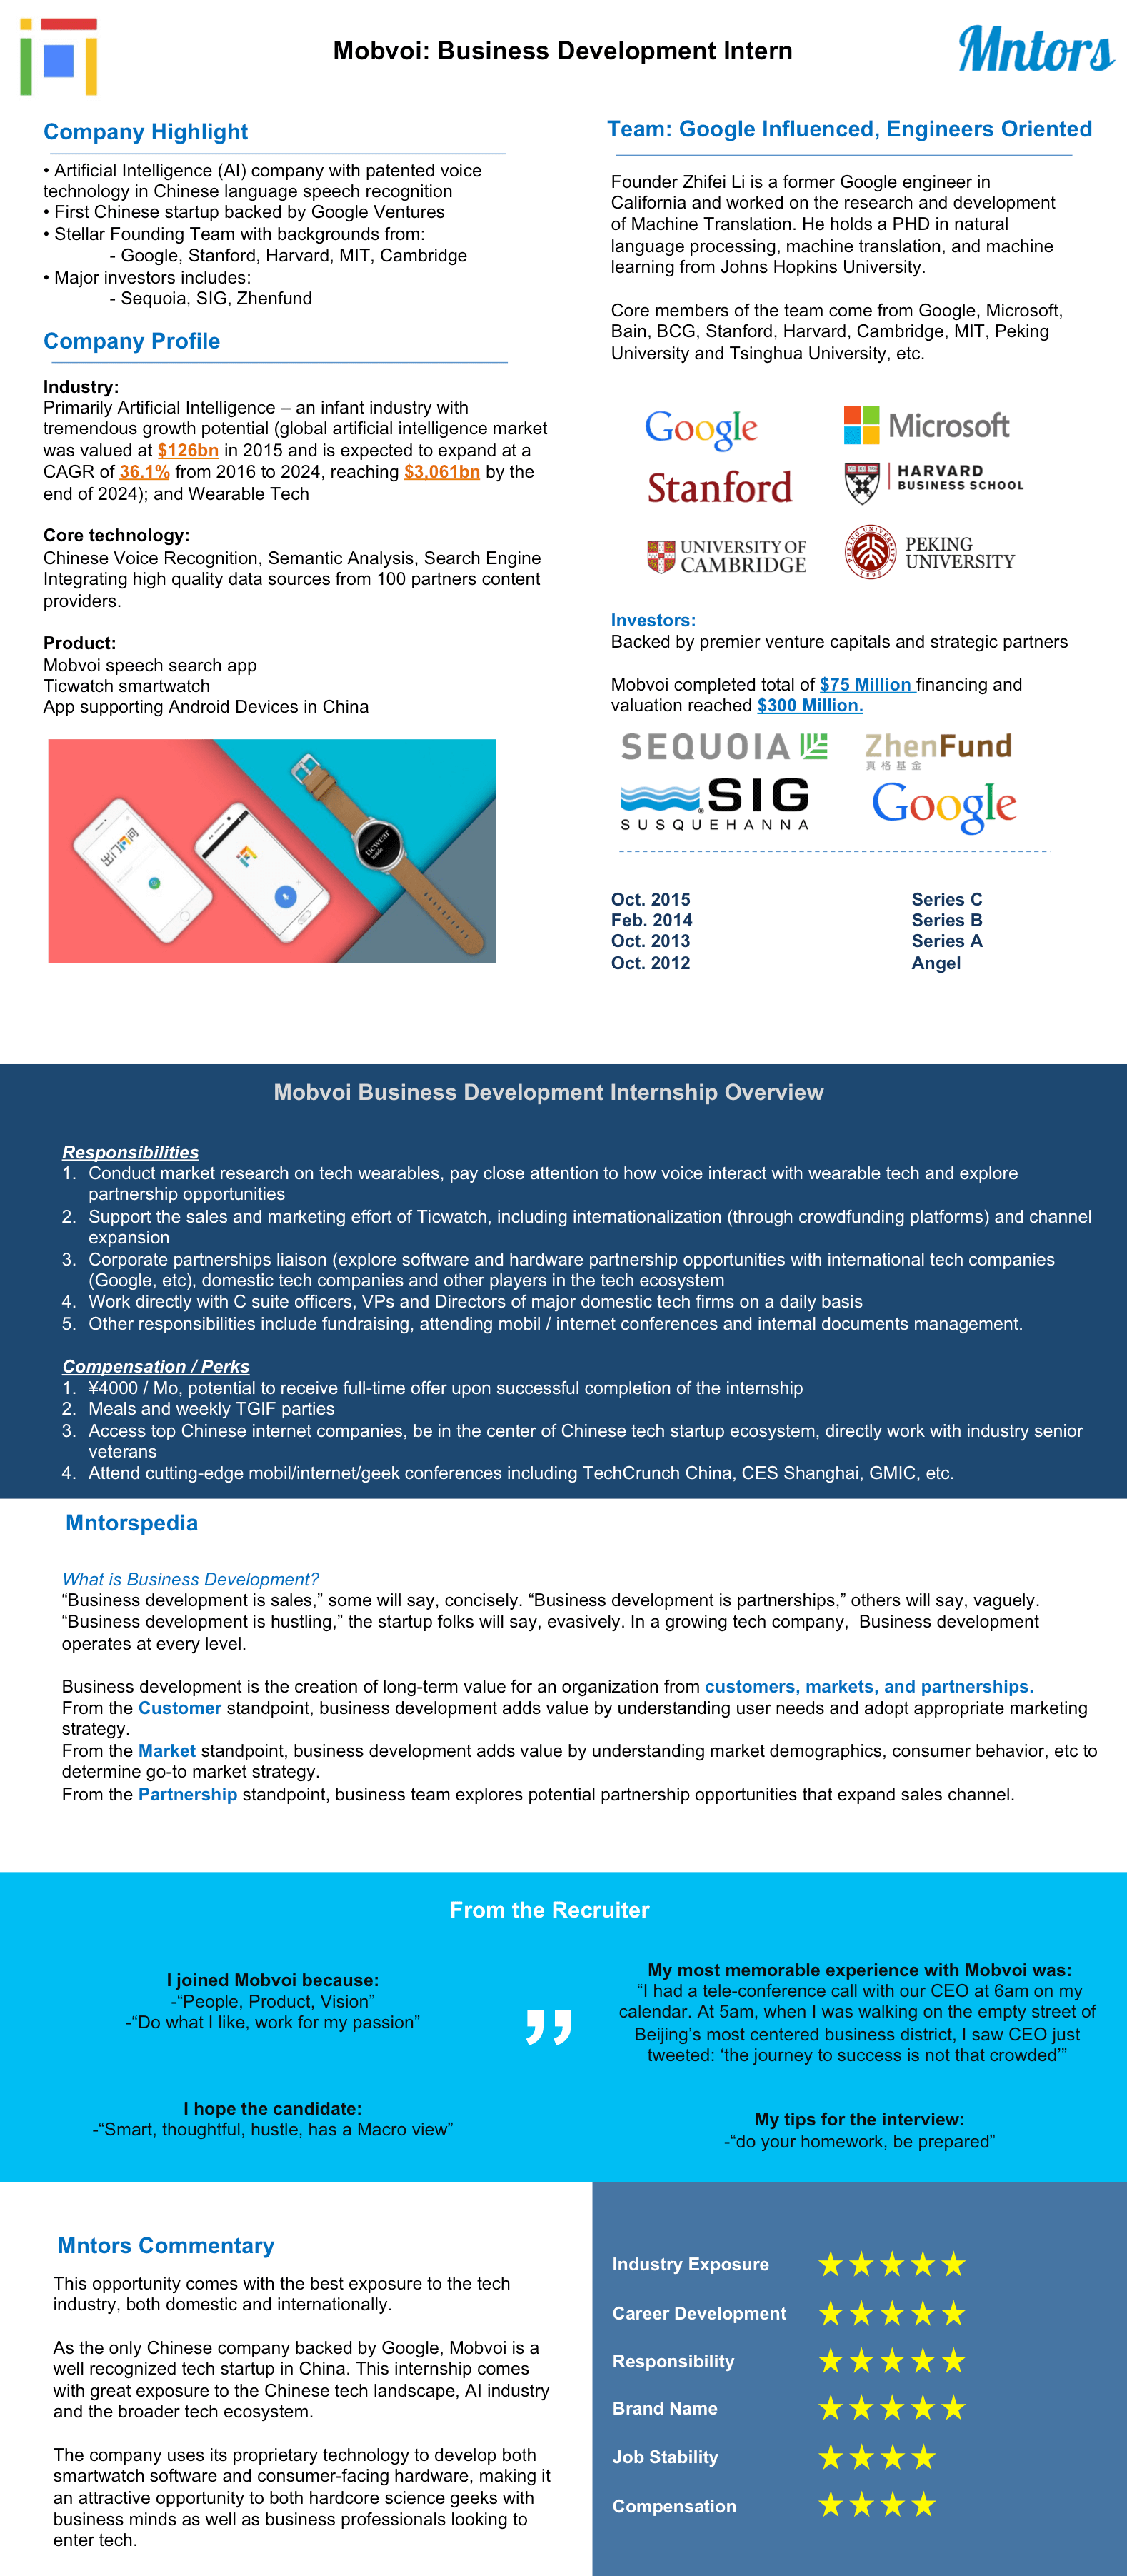 Mobvoi: Business Development Intern
Mntors
Company Highlight
• Artificial Intelligence (AI) company with patented voice
technology in Chinese language speech recognition
• First Chinese startup backed by Google Ventures
• Stellar Founding Team with backgrounds from:
- Google, Stanford, Harvard, MIT, Cambridge
• Major investors includes:
- Sequoia, SIG, Zhenfund
Company Profile
Industry:
Primarily Artificial Intelligence – an infant industry with
tremendous growth potential (global artificial intelligence market
was valued at $126bn in 2015 and is expected to expand at a
CAGR of 36.1% from 2016 to 2024, reaching $3,061bn by the
end of 2024); and Wearable Tech
Core technology:
Chinese Voice Recognition, Semantic Analysis, Search Engine
Integrating high quality data sources from 100 partners content
providers.
Product:
Mobvoi speech search app
Ticwatch smartwatch
App supporting Android Devices in China
ticwear
Team: Google Influenced, Engineers Oriented
Founder Zhifei Li is a former Google engineer in
California and worked on the research and development
of Machine Translation. He holds a PHD in natural
language processing, machine translation, and machine
learning from Johns Hopkins University.
Core members of the team come from Google, Microsoft,
Bain, BCG, Stanford, Harvard, Cambridge, MIT, Peking
University and Tsinghua University, etc.
Google
Microsoft
Stanford
HARVARD
BUSINESS SCHOOL
UNIVERSITY OF
CAMBRIDGE
PEKING UNIVERSITY
1898
PEKING
UNIVERSITY
Investors:
Backed by premier venture capitals and strategic partners
Mobvoi completed total of $75 Million financing and
valuation reached $300 Million.
SEQUOIA
ZhenFund
真格基金
SIG
SUSQUEHANNA
Google
Oct. 2015 Series C
Feb. 2014 Series B
Oct. 2013 Series A
Oct. 2012 Angel
Mobvoi Business Development Internship Overview
Responsibilities
1. Conduct market research on tech wearables, pay close attention to how voice interact with wearable tech and explore
partnership opportunities
2. Support the sales and marketing effort of Ticwatch, including internationalization (through crowdfunding platforms) and channel
expansion
3. Corporate partnerships liaison (explore software and hardware partnership opportunities with international tech companies
(Google, etc), domestic tech companies and other players in the tech ecosystem
4. Work directly with C suite officers, VPs and Directors of major domestic tech firms on a daily basis
5. Other responsibilities include fundraising, attending mobil / internet conferences and internal documents management.
Compensation / Perks
1. ¥4000 / Mo, potential to receive full-time offer upon successful completion of the internship
2. Meals and weekly TGIF parties
3. Access top Chinese internet companies, be in the center of Chinese tech startup ecosystem, directly work with industry senior
veterans
4. Attend cutting-edge mobil/internet/geek conferences including TechCrunch China, CES Shanghai, GMIC, etc.
Mntorspedia
What is Business Development?
“Business development is sales,” some will say, concisely. “Business development is partnerships,” others will say, vaguely.
“Business development is hustling,” the startup folks will say, evasively. In a growing tech company, Business development
operates at every level.
Business development is the creation of long-term value for an organization from customers, markets, and partnerships.
From the Customer standpoint, business development adds value by understanding user needs and adopt appropriate marketing
strategy.
From the Market standpoint, business development adds value by understanding market demographics, consumer behavior, etc to
determine go-to market strategy.
From the Partnership standpoint, business team explores potential partnership opportunities that expand sales channel.
From the Recruiter
I joined Mobvoi because:
-“People, Product, Vision”
-“Do what I like, work for my passion”
I hope the candidate:
-“Smart, thoughtful, hustle, has a Macro view”
”
My most memorable experience with Mobvoi was:
“I had a tele-conference call with our CEO at 6am on my
calendar. At 5am, when I was walking on the empty street of
Beijing’s most centered business district, I saw CEO just
tweeted: ‘the journey to success is not that crowded’”
My tips for the interview:
-“do your homework, be prepared”
Mntors Commentary
This opportunity comes with the best exposure to the tech
industry, both domestic and internationally.
As the only Chinese company backed by Google, Mobvoi is a
well recognized tech startup in China. This internship comes
with great exposure to the Chinese tech landscape, AI industry
and the broader tech ecosystem.
The company uses its proprietary technology to develop both
smartwatch software and consumer-facing hardware, making it
an attractive opportunity to both hardcore science geeks with
business minds as well as business professionals looking to
enter tech.
Industry Exposure ★★★★★
Career Development ★★★★★
Responsibility ★★★★★
Brand Name ★★★★★
Job Stability ★★★★
Compensation ★★★★